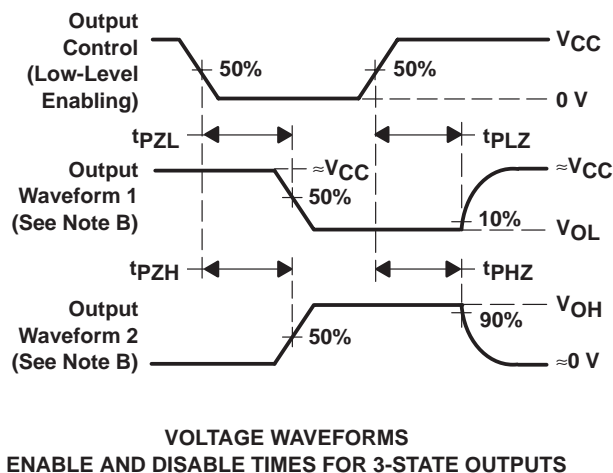 Output
Control
(Low-Level
Enabling)
50%
50%
VCC
0 V
tPZL
tPLZ
Output
Waveform 1
(See Note B)
≈VCC
50%
≈VCC
10%
VOL
tPZH
tPHZ
Output
Waveform 2
(See Note B)
50%
VOH
90%
≈0 V
VOLTAGE WAVEFORMS
ENABLE AND DISABLE TIMES FOR 3-STATE OUTPUTS